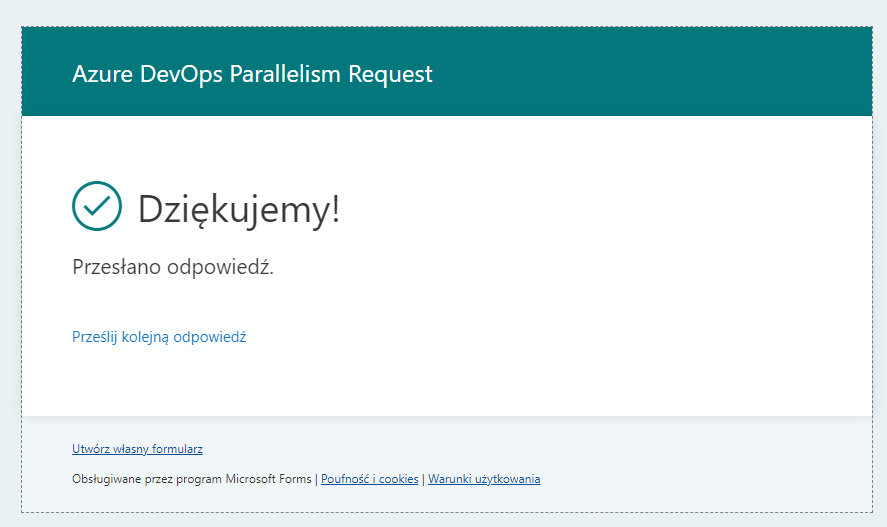 Azure DevOps Parallelism Request
Dziękujemy!
Przesłano odpowiedź.
Prześlij kolejną odpowiedź
Utwórz własny formularz
Obsługiwane przez program Microsoft Forms | Poufność i cookies | Warunki użytkowania